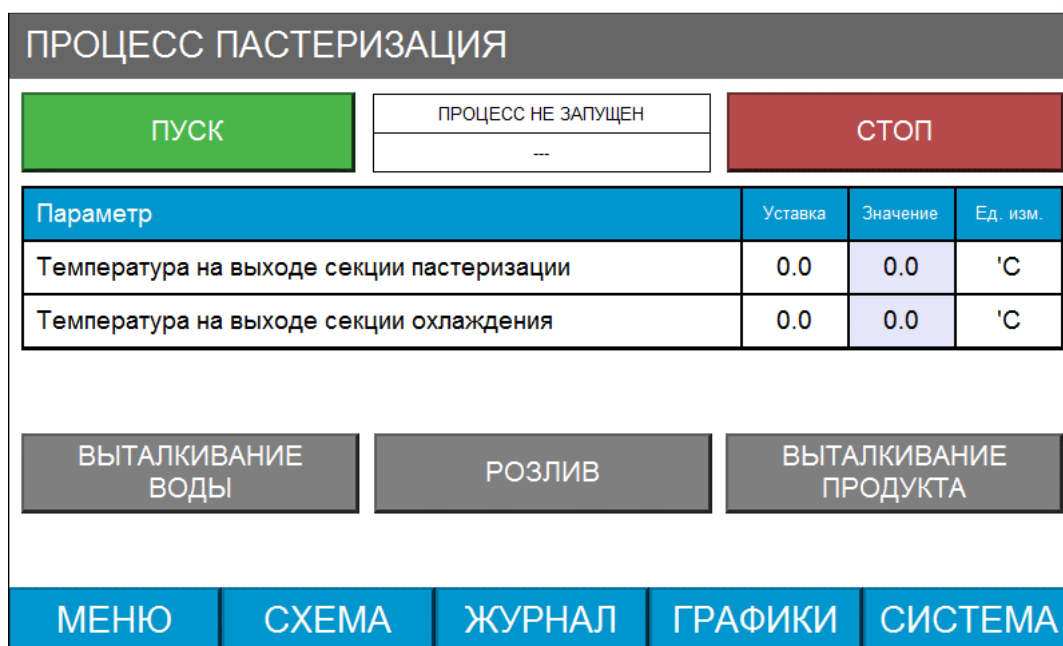 ПРОЦЕСС ПАСТЕРИЗАЦИЯ
ПУСК
ПРОЦЕСС НЕ ЗАПУЩЕН
---
СТОП
Параметр Уставка Значение Ед. изм.
Температура на выходе секции пастеризации 0.0 0.0 'C
Температура на выходе секции охлаждения 0.0 0.0 'C
ВЫТАЛКИВАНИЕ
ВОДЫ
РОЗЛИВ
ВЫТАЛКИВАНИЕ
ПРОДУКТА
МЕНЮ СХЕМА ЖУРНАЛ ГРАФИКИ СИСТЕМА